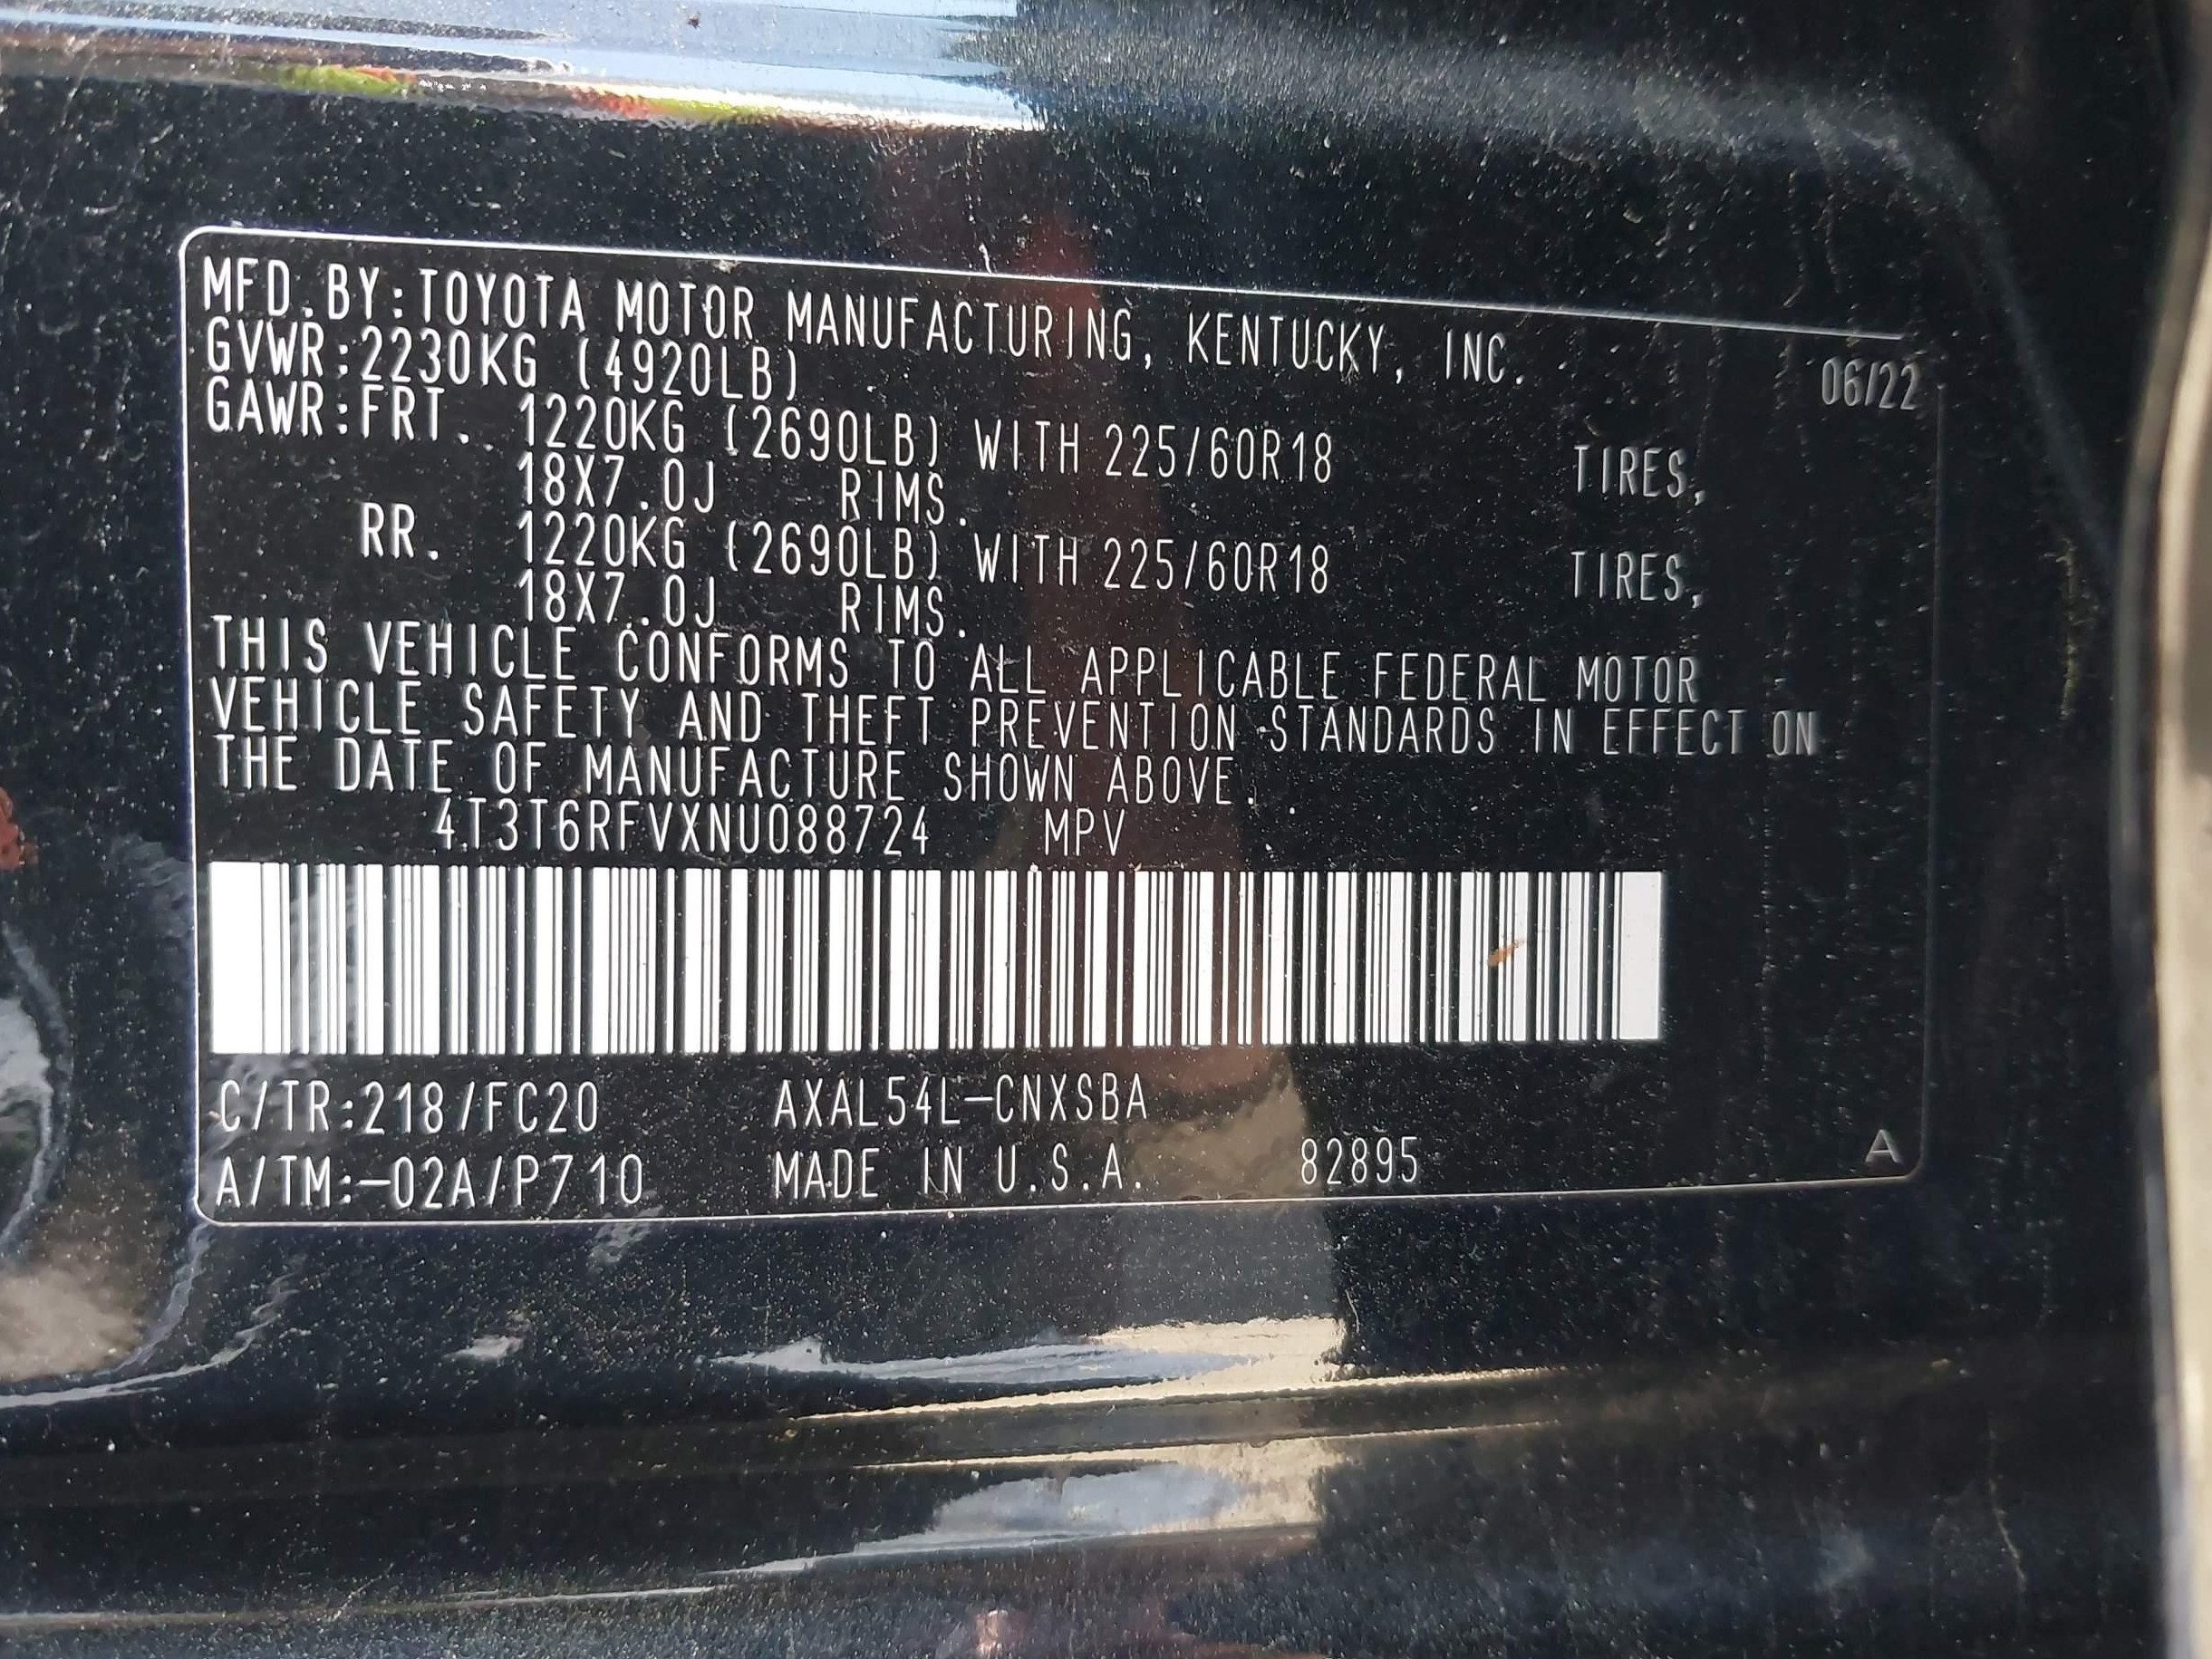 MFD.BY:TOYOTA MOTOR MANUFACTURING, KENTUCKY, INC.
06/22
GVWR:2230KG (4920LB)
GAWR:FRT. 1220KG (2690LB) WITH 225/60R18 TIRES,
18X7.0J RIMS.
RR. 1220KG (2690LB) WITH 225/60R18 TIRES,
18X7.0J RIMS.
THIS VEHICLE CONFORMS TO ALL APPLICABLE FEDERAL MOTOR
VEHICLE SAFETY AND THEFT PREVENTION STANDARDS IN EFFECT ON
THE DATE OF MANUFACTURE SHOWN ABOVE.
4T3T6RFVXNU088724 MPV
C/TR:218/FC20 AXAL54L-CNXSBA
A/TM:-02A/P710 MADE IN U.S.A. 82895 A